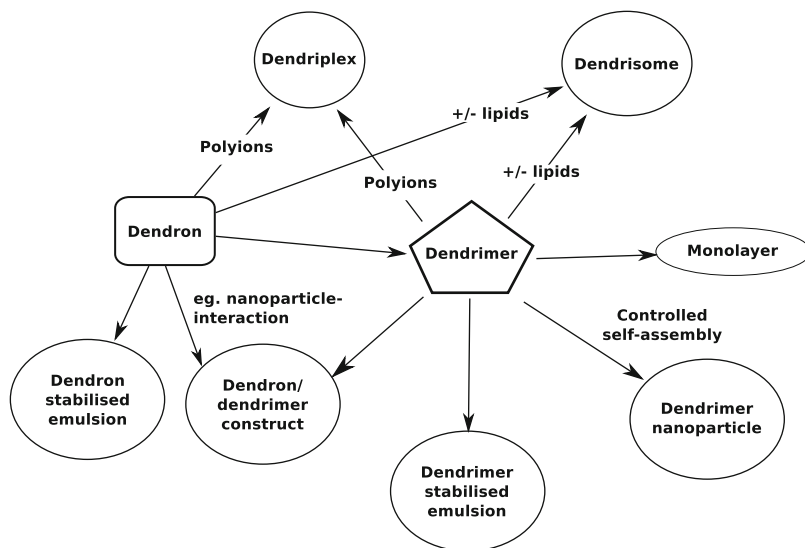 Dendriplex
Dendrisome
+/- lipids
Polyions
+/- lipids
Polyions
Dendron
Dendrimer
Monolayer
eg. nanoparticle-
interaction
Controlled
self-assembly
Dendron
stabilised
emulsion
Dendron/
dendrimer
construct
Dendrimer
nanoparticle
Dendrimer
stabilised
emulsion